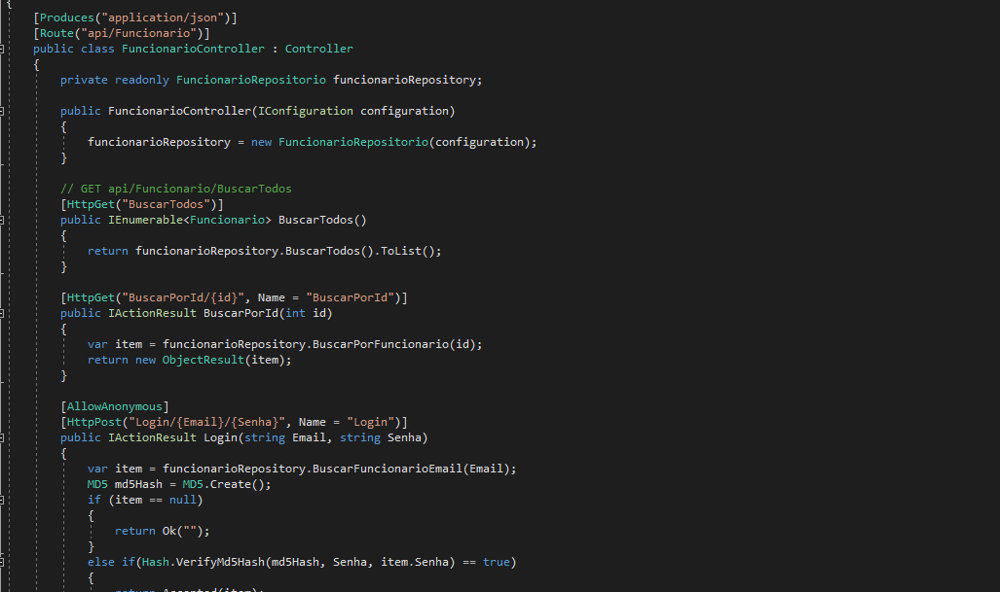 {
[Produces("application/json")]
[Route("api/Funcionario")]
public class FuncionarioController : Controller
{
private readonly FuncionarioRepositorio funcionarioRepository;
public FuncionarioController(IConfiguration configuration)
{
funcionarioRepository = new FuncionarioRepositorio(configuration);
}
// GET api/Funcionario/BuscarTodos
[HttpGet("BuscarTodos")]
public IEnumerable<Funcionario> BuscarTodos()
{
return funcionarioRepository.BuscarTodos().ToList();
}
[HttpGet("BuscarPorId/{id}", Name = "BuscarPorId")]
public IActionResult BuscarPorId(int id)
{
var item = funcionarioRepository.BuscarPorFuncionario(id);
return new ObjectResult(item);
}
[AllowAnonymous]
[HttpPost("Login/{Email}/{Senha}", Name = "Login")]
public IActionResult Login(string Email, string Senha)
{
var item = funcionarioRepository.BuscarFuncionarioEmail(Email);
MD5 md5Hash = MD5.Create();
if (item == null)
{
return Ok("");
}
else if(Hash.VerifyMd5Hash(md5Hash, Senha, item.Senha) == true)
{
return Accepted(item);